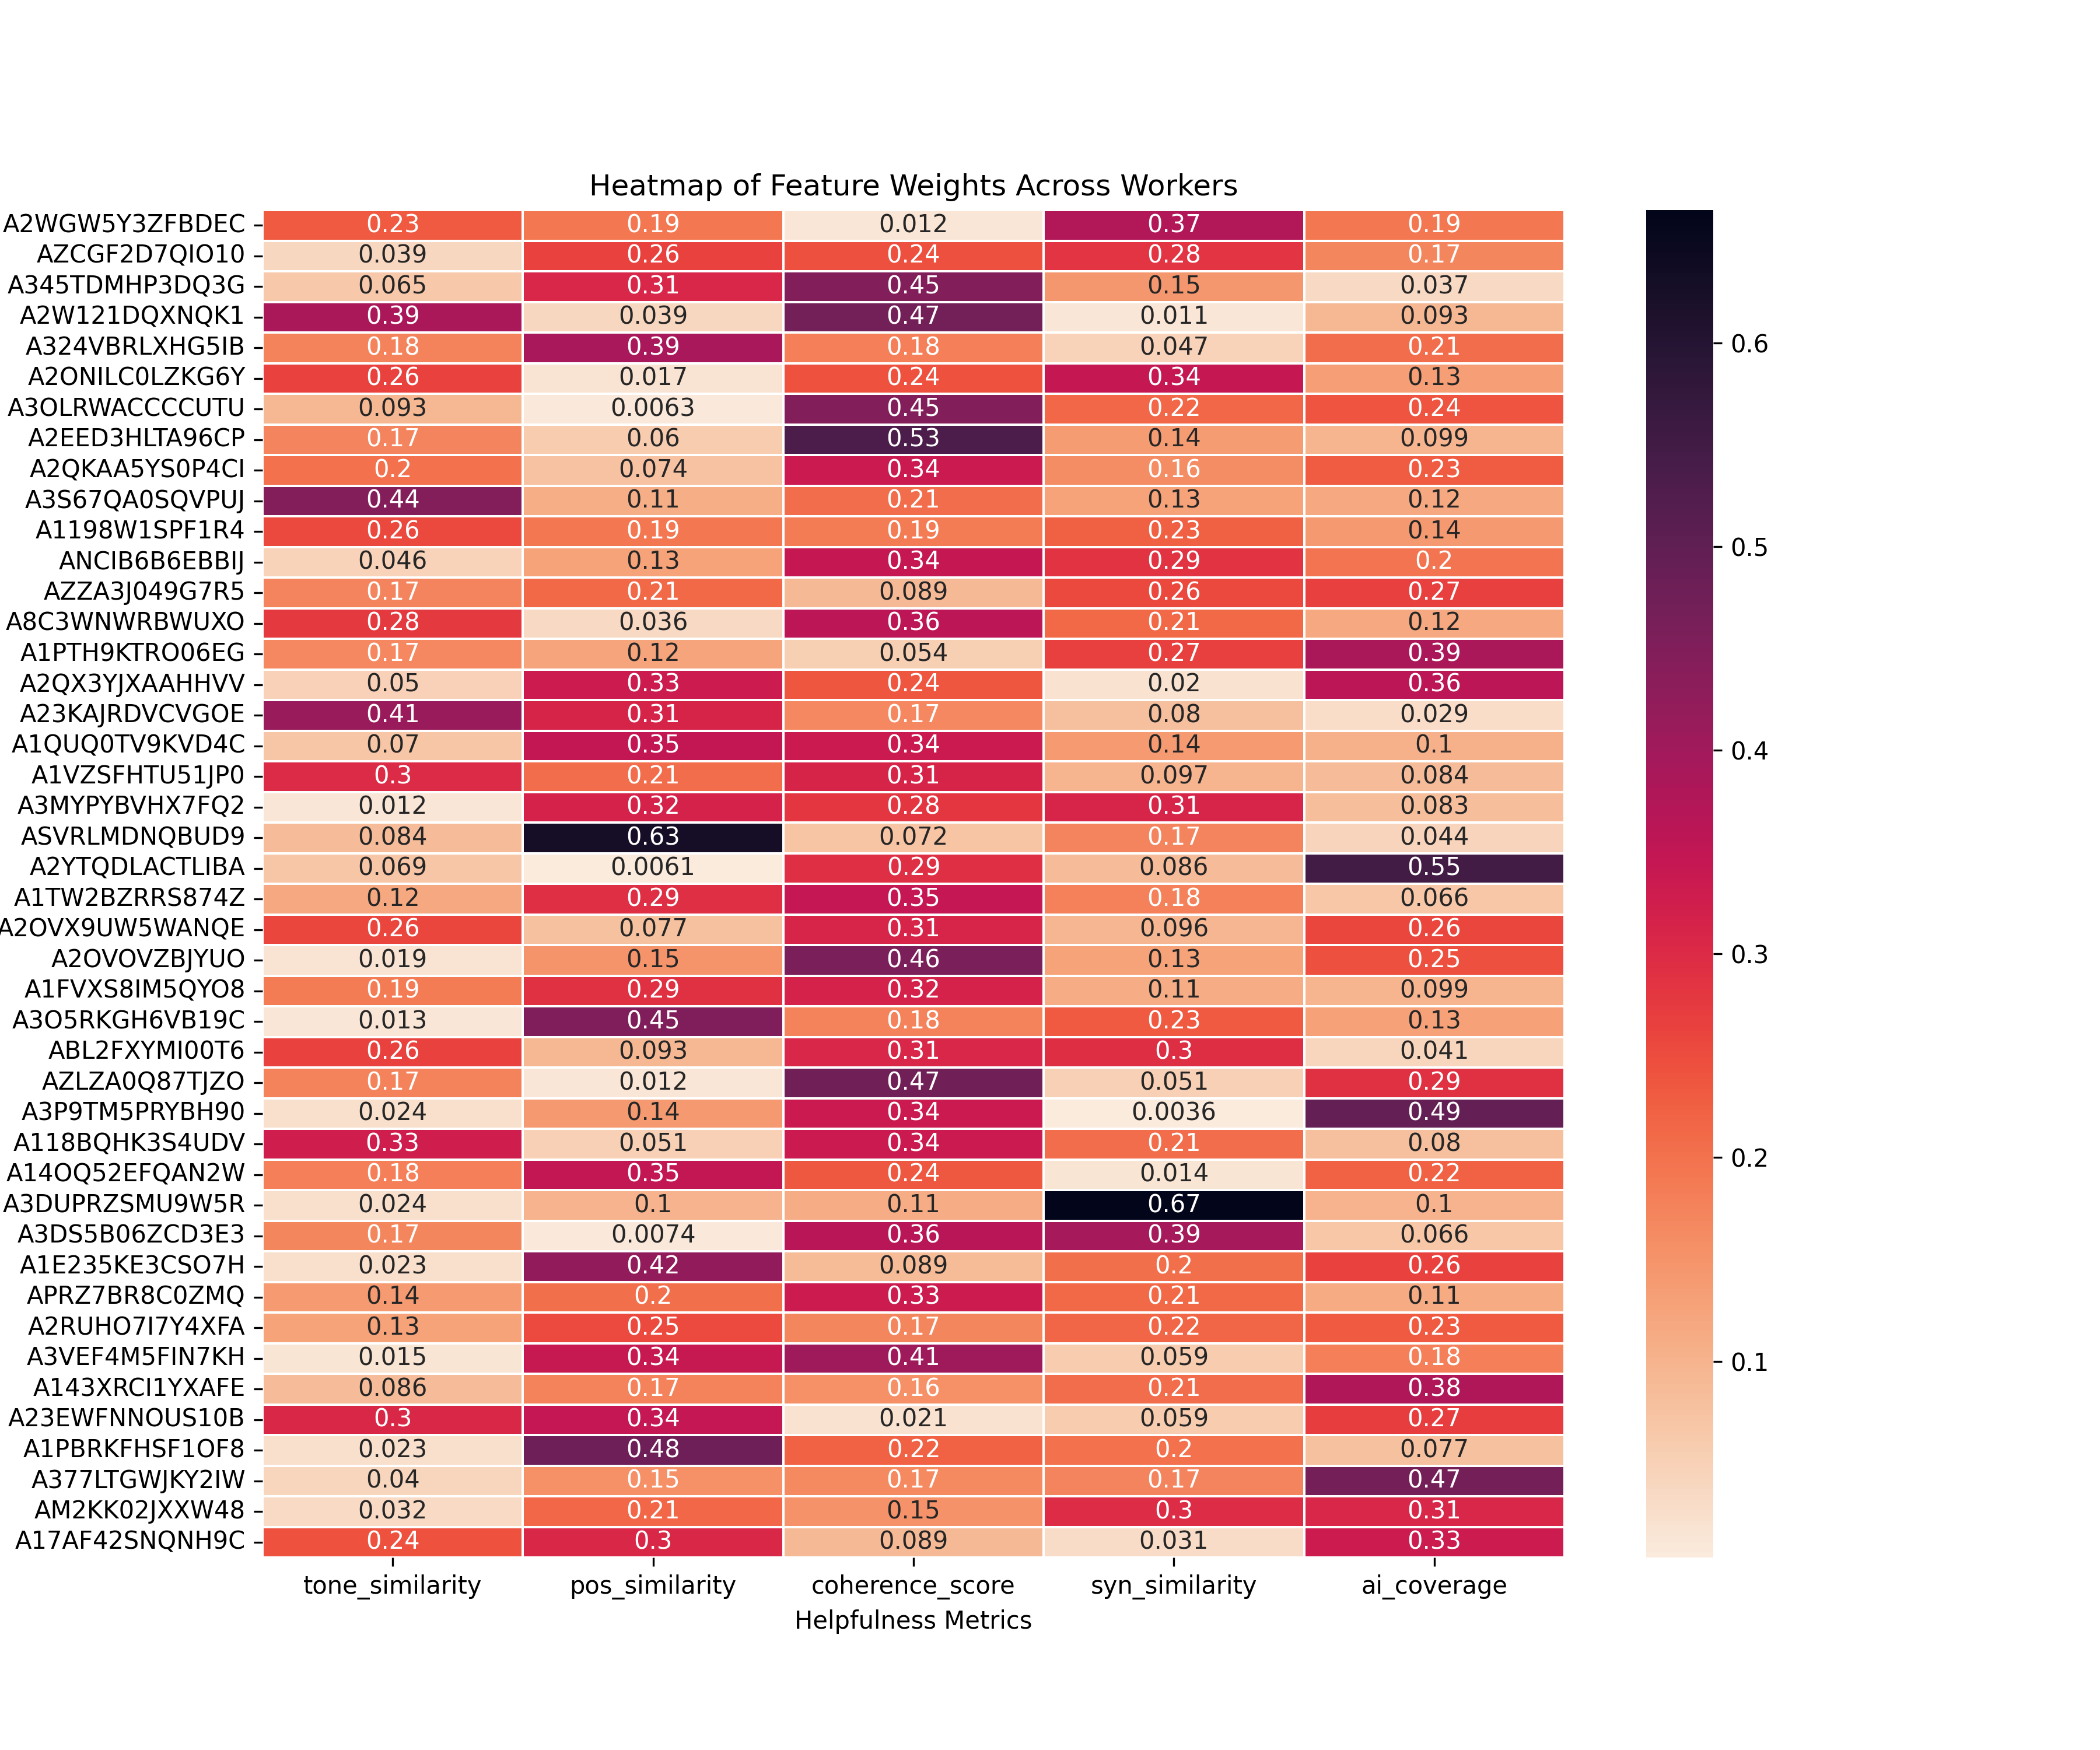 Heatmap of Feature Weights Across Workers
A2WGW5Y3ZFBDEC 0.23 0.19 0.012 0.37 0.19
AZCGF2D7QIO10 0.039 0.26 0.24 0.28 0.17
A345TDMHP3DQ3G 0.065 0.31 0.45 0.15 0.037
A2W121DQXNQK1 0.39 0.039 0.47 0.011 0.093
A324VBRLXHG5IB 0.18 0.39 0.18 0.047 0.21
A2ONILC0LZKG6Y 0.26 0.017 0.24 0.34 0.13
A3OLRWACCCCUTU 0.093 0.0063 0.45 0.22 0.24
A2EED3HLTA96CP 0.17 0.06 0.53 0.14 0.099
A2QKAA5YS0P4CI 0.2 0.074 0.34 0.16 0.23
A3S67QA0SQVPUJ 0.44 0.11 0.21 0.13 0.12
A1198W1SPF1R4 0.26 0.19 0.19 0.23 0.14
ANCIB6B6EBBIJ 0.046 0.13 0.34 0.29 0.2
AZZA3J049G7R5 0.17 0.21 0.089 0.26 0.27
A8C3WNWRBWUXO 0.28 0.036 0.36 0.21 0.12
A1PTH9KTRO06EG 0.17 0.12 0.054 0.27 0.39
A2QX3YJXAAHHVV 0.05 0.33 0.24 0.02 0.36
A23KAJRDVCVGOE 0.41 0.31 0.17 0.08 0.029
A1QUQ0TV9KVD4C 0.07 0.35 0.34 0.14 0.1
A1VZSFHTU51JP0 0.3 0.21 0.31 0.097 0.084
A3MYPYBVHX7FQ2 0.012 0.32 0.28 0.31 0.083
ASVRLMDNQBUD9 0.084 0.63 0.072 0.17 0.044
A2YTQDLACTLIBA 0.069 0.0061 0.29 0.086 0.55
A1TW2BZRRS874Z 0.12 0.29 0.35 0.18 0.066
A2OVX9UW5WANQE 0.26 0.077 0.31 0.096 0.26
A2OVOVZBJYUO 0.019 0.15 0.46 0.13 0.25
A1FVXS8IM5QYO8 0.19 0.29 0.32 0.11 0.099
A3O5RKGH6VB19C 0.013 0.45 0.18 0.23 0.13
ABL2FXYMI00T6 0.26 0.093 0.31 0.3 0.041
AZLZA0Q87TJZO 0.17 0.012 0.47 0.051 0.29
A3P9TM5PRYBH90 0.024 0.14 0.34 0.0036 0.49
A118BQHK3S4UDV 0.33 0.051 0.34 0.21 0.08
A14OQ52EFQAN2W 0.18 0.35 0.24 0.014 0.22
A3DUPRZSMU9W5R 0.024 0.1 0.11 0.67 0.1
A3DS5B06ZCD3E3 0.17 0.0074 0.36 0.39 0.066
A1E235KE3CSO7H 0.023 0.42 0.089 0.2 0.26
APRZ7BR8C0ZMQ 0.14 0.2 0.33 0.21 0.11
A2RUHO7I7Y4XFA 0.13 0.25 0.17 0.22 0.23
A3VEF4M5FIN7KH 0.015 0.34 0.41 0.059 0.18
A143XRCI1YXAFE 0.086 0.17 0.16 0.21 0.38
A23EWFNNOUS10B 0.3 0.34 0.021 0.059 0.27
A1PBRKFHSF1OF8 0.023 0.48 0.22 0.2 0.077
A377LTGWJKY2IW 0.04 0.15 0.17 0.17 0.47
AM2KK02JXXW48 0.032 0.21 0.15 0.3 0.31
A17AF42SNQNH9C 0.24 0.3 0.089 0.031 0.33
tone_similarity pos_similarity coherence_score syn_similarity ai_coverage
Helpfulness Metrics
0.6
0.5
0.4
0.3
0.2
0.1